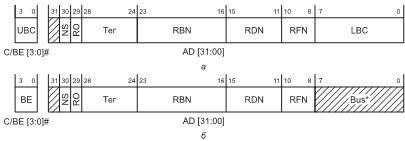 3 0 31 30 29 28 24 23 16 15 11 10 8 7 0
UBC NS RO Ter RBN RDN RFN LBC
C/BE [3:0]# AD [31:00]
а
3 0 31 30 29 28 24 23 16 15 11 10 8 7 0
BE NS RO Ter RBN RDN RFN Bus*
C/BE [3:0]# AD [31:00]
б